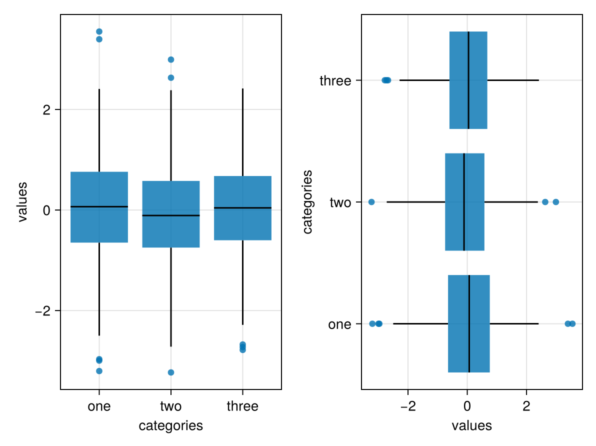 values
2
0
−2
one two three
categories
categories
three
two
one
−2 0 2
values